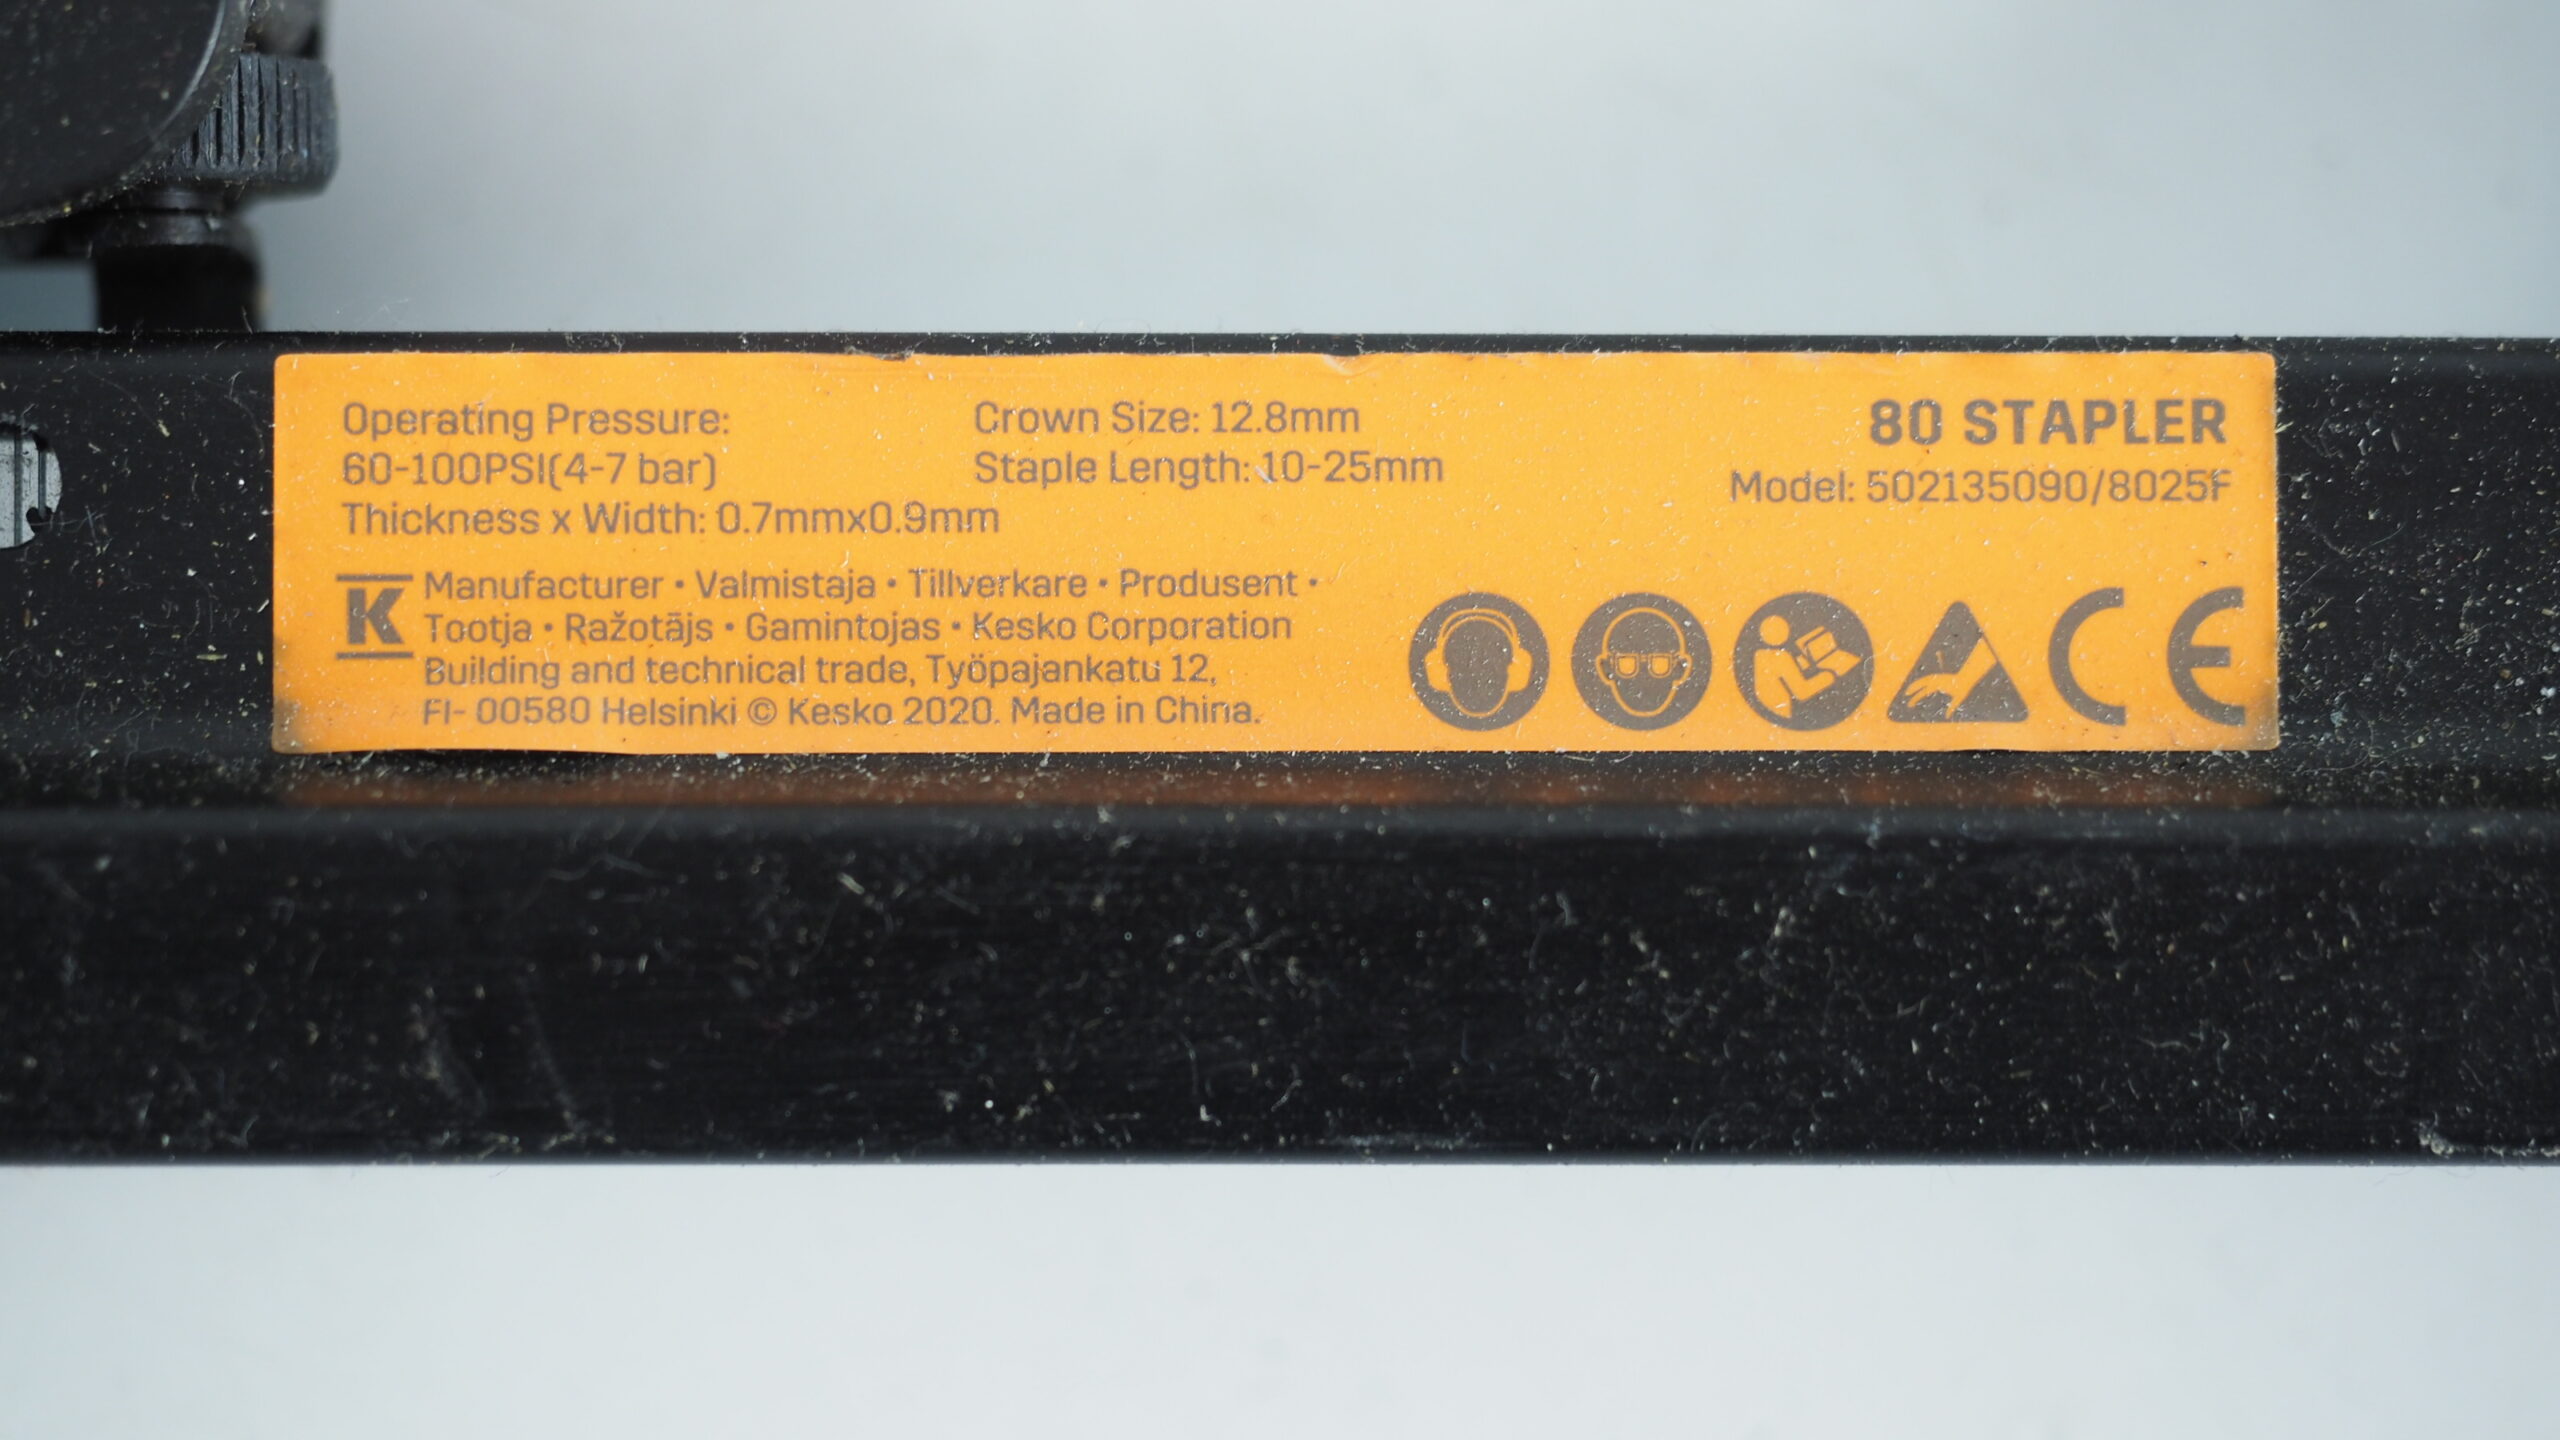 Operating Pressure:
60-100PSI(4-7 bar)
Thickness x Width: 0.7mmx0.9mm
Crown Size: 12.8mm
Staple Length: 10-25mm
80 STAPLER
Model: 502135090/8025F
K
Manufacturer • Valmistaja • Tillverkare • Produsent •
Tootja • Ražotājs • Gamintojas • Kesko Corporation
Building and technical trade, Työpajankatu 12,
FI- 00580 Helsinki © Kesko 2020. Made in China.
CE